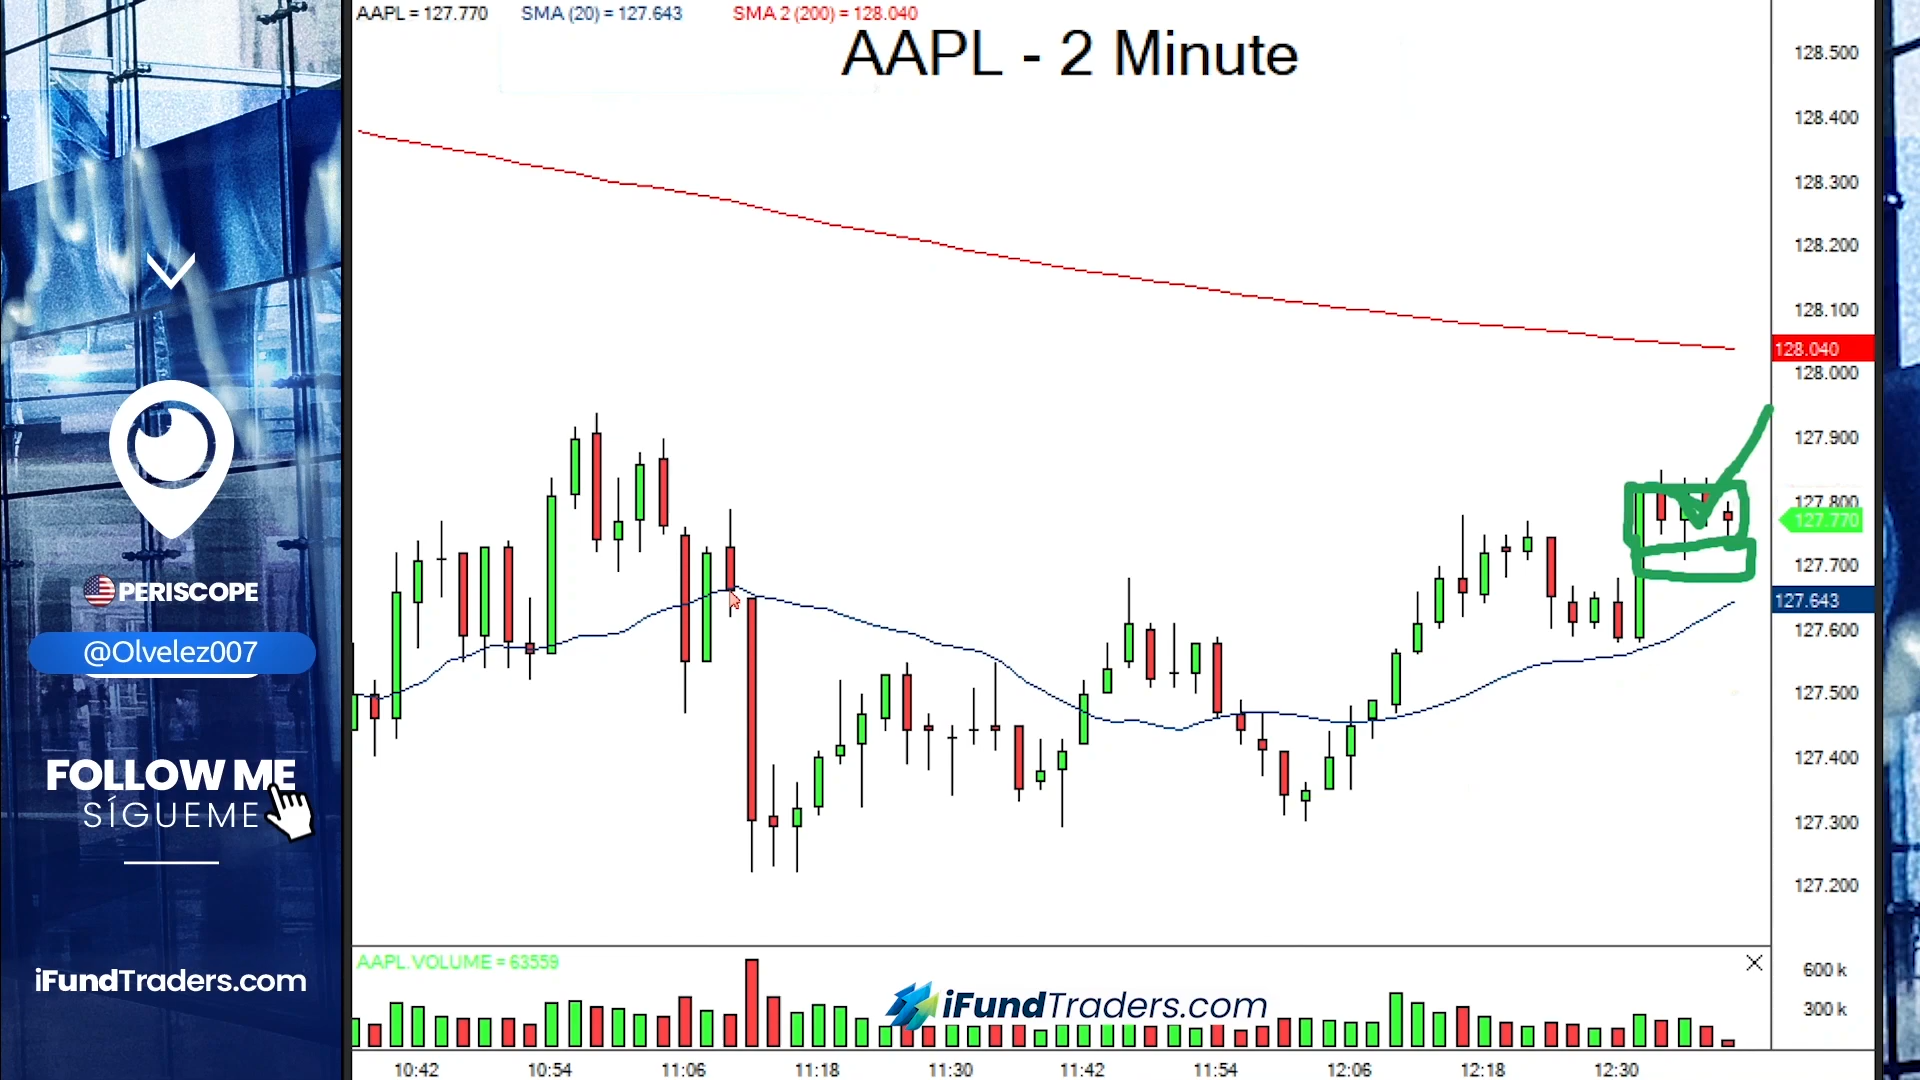 AAPL = 127.770 SMA (20) = 127.643 SMA 2 (200) = 128.040
AAPL - 2 Minute
128.500
128.400
128.300
128.200
128.100
128.040
128.000
127.900
127.800
127.770
127.700
127.643
127.600
127.500
127.400
127.300
127.200
PERISCOPE
@Olvelez007
FOLLOW ME
SÍGUEME
iFundTraders.com
AAPL.VOLUME = 63559
600 k
300 k
iFundTraders.com
10:42 10:54 11:06 11:18 11:30 11:42 11:54 12:06 12:18 12:30